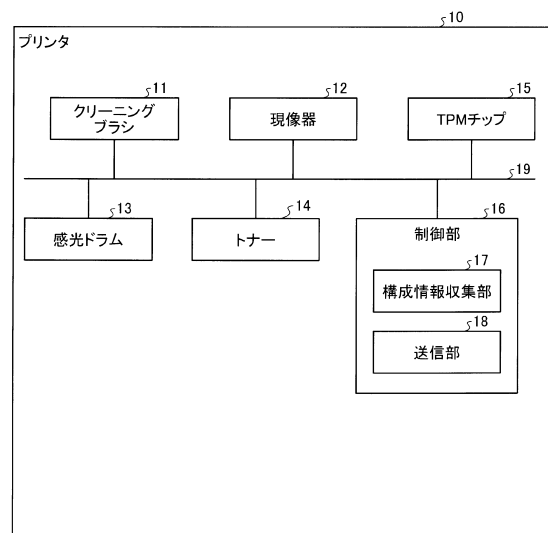 10
プリンタ
11
クリーニング
ブラシ
12
現像器
15
TPMチップ
19
13
感光ドラム
14
トナー
16
制御部
17
構成情報収集部
18
送信部